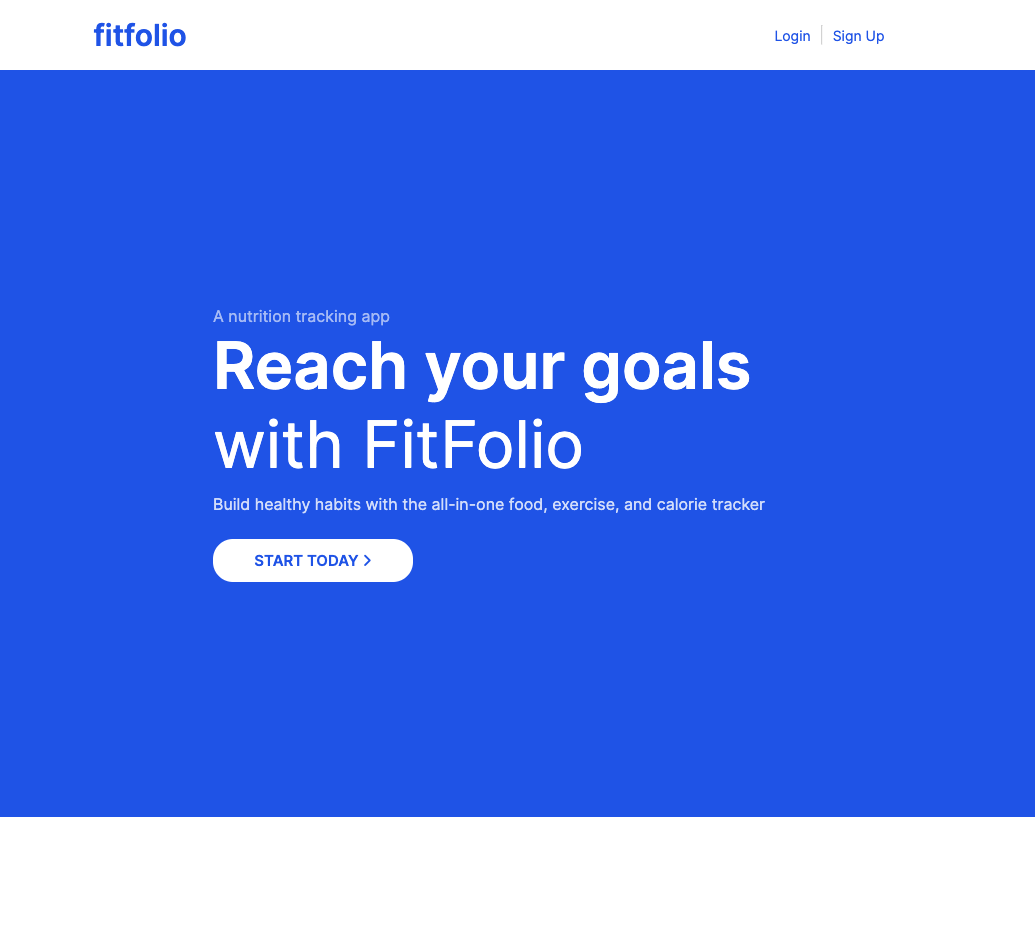 fitfolio
Login
Sign Up
A nutrition tracking app
Reach your goals
with FitFolio
Build healthy habits with the all-in-one food, exercise, and calorie tracker
START TODAY